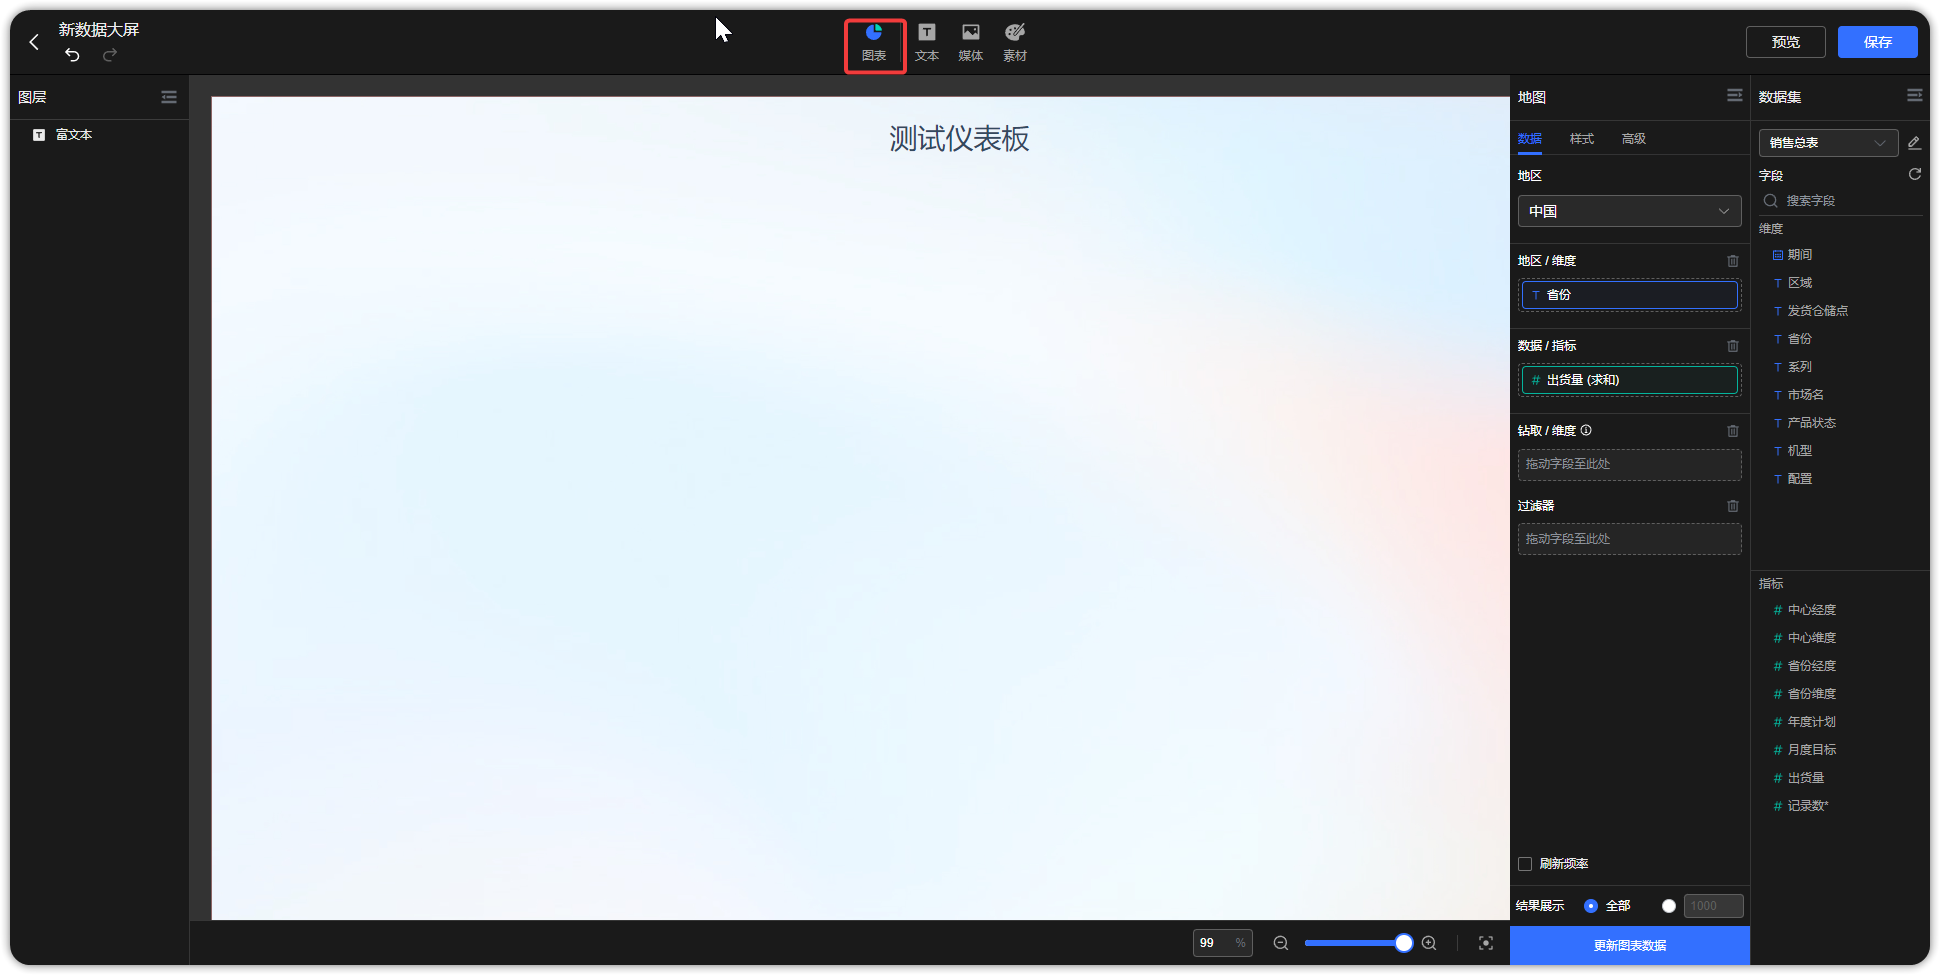 新数据大屏
图表
文本
媒体
素材
预览
保存
图层
富文本
测试仪表板
地图
数据
样式
高级
地区
中国
地区 / 维度
T 省份
数据 / 指标
# 出货量 (求和)
钻取 / 维度
拖动字段至此处
过滤器
拖动字段至此处
刷新频率
结果展示
全部
1000
更新图表数据
数据集
销售总表
字段
搜索字段
维度
期间
T 区域
T 发货仓储点
T 省份
T 系列
T 市场名
T 产品状态
T 机型
T 配置
指标
# 中心经度
# 中心维度
# 省份经度
# 省份维度
# 年度计划
# 月度目标
# 出货量
# 记录数*
99 %